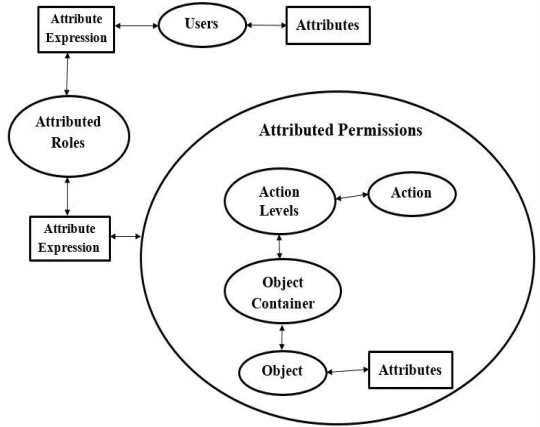 Attribute
Expression
Users
Attributes
Attributed
Roles
Attribute
Expression
Attributed Permissions
Action
Levels
Action
Object
Container
Object
Attributes